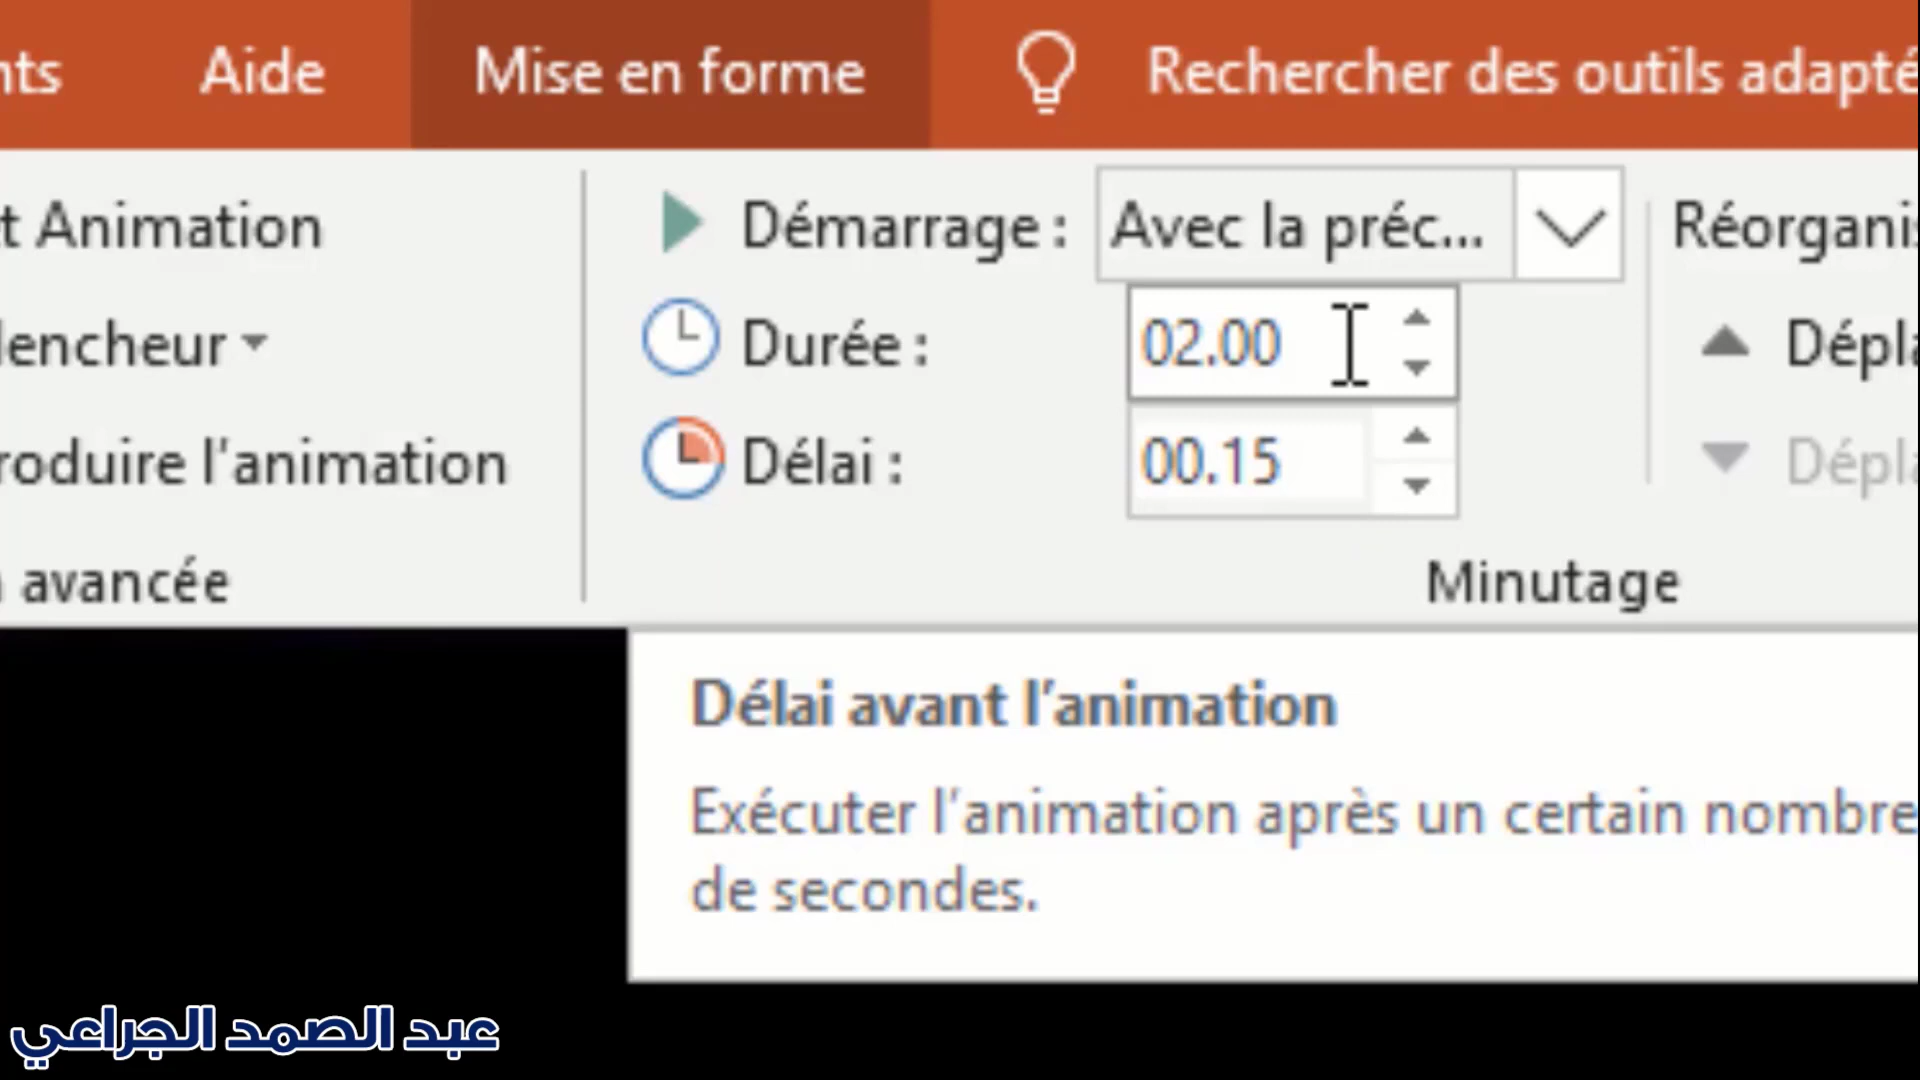 nts Aide Mise en forme Rechercher des outils adapté
t Animation Démarrage : Avec la préc... Réorganis
lencheur Durée : 02.00 Dépla
roduire l'animation Délai : 00.15 Dépla
avancée Minutage
Délai avant l'animation
Exécuter l'animation après un certain nombre
de secondes.
عبد الصمد الجراعي